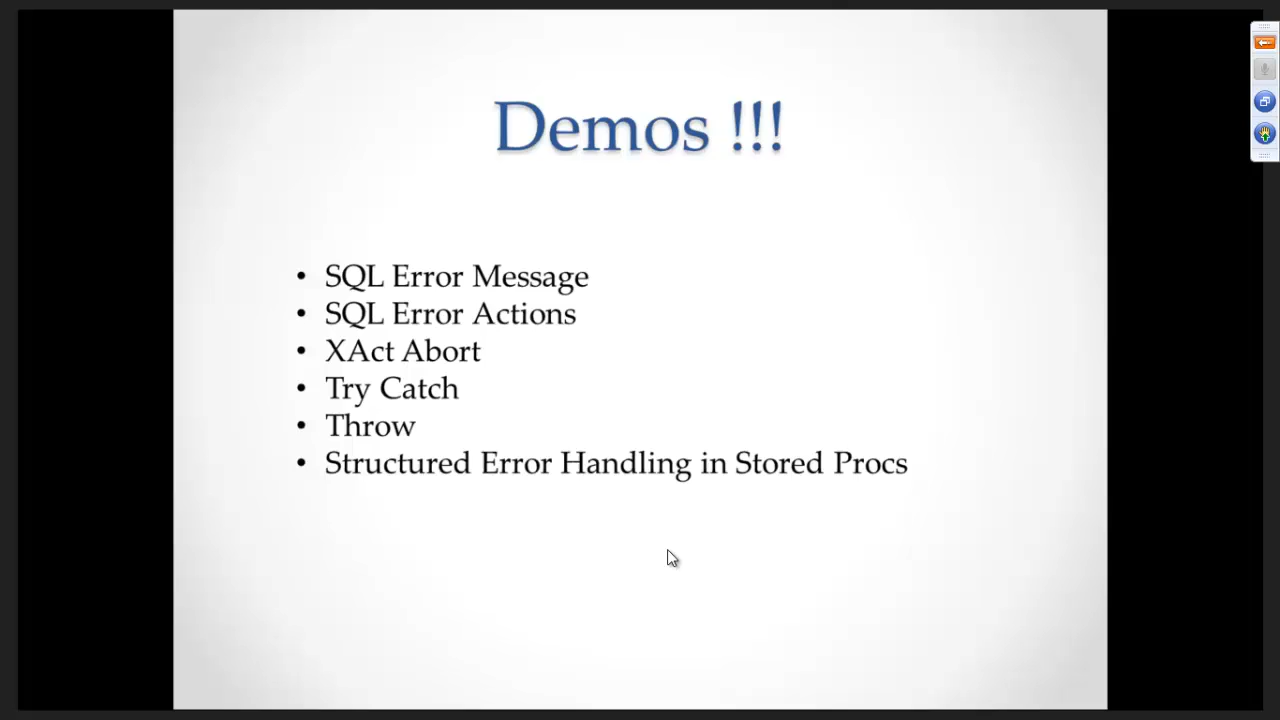 Demos !!!
• SQL Error Message
• SQL Error Actions
• XAct Abort
• Try Catch
• Throw
• Structured Error Handling in Stored Procs